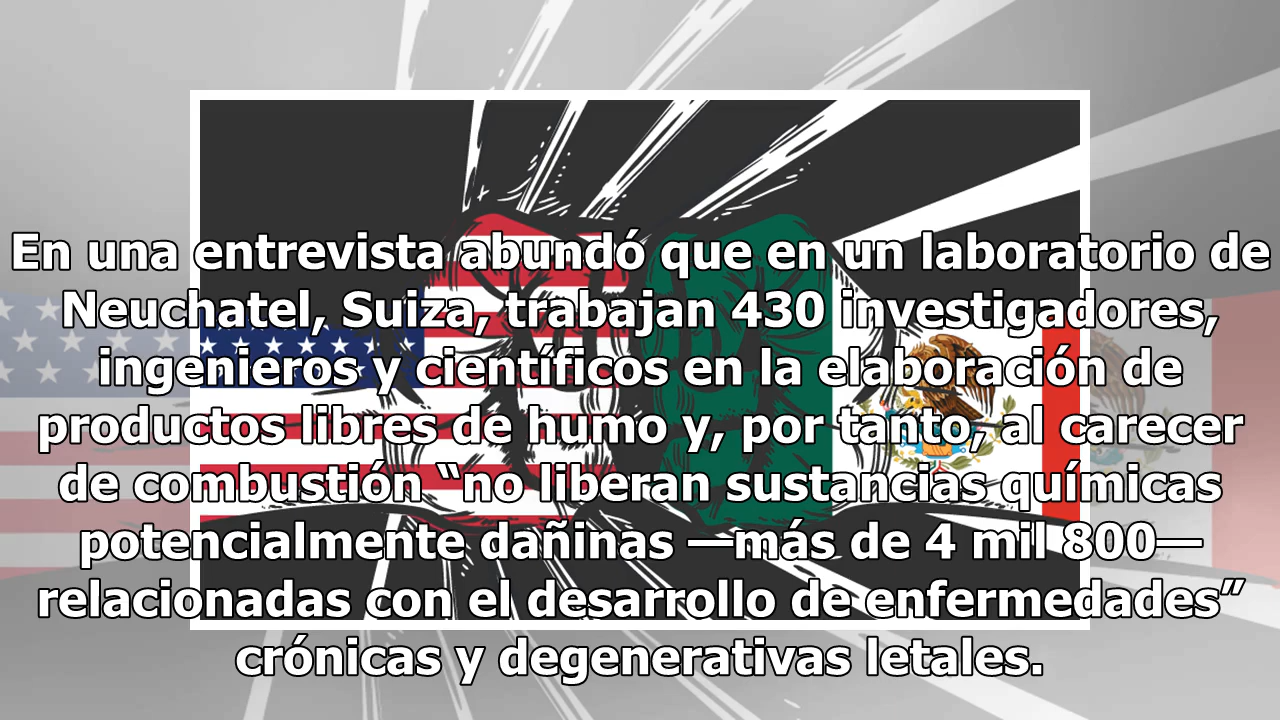 En una entrevista abundó que en un laboratorio de
Neuchatel, Suiza, trabajan 430 investigadores,
ingenieros y científicos en la elaboración de
productos libres de humo y, por tanto, al carecer
de combustión “no liberan sustancias químicas
potencialmente dañinas —más de 4 mil 800—
relacionadas con el desarrollo de enfermedades”
crónicas y degenerativas letales.